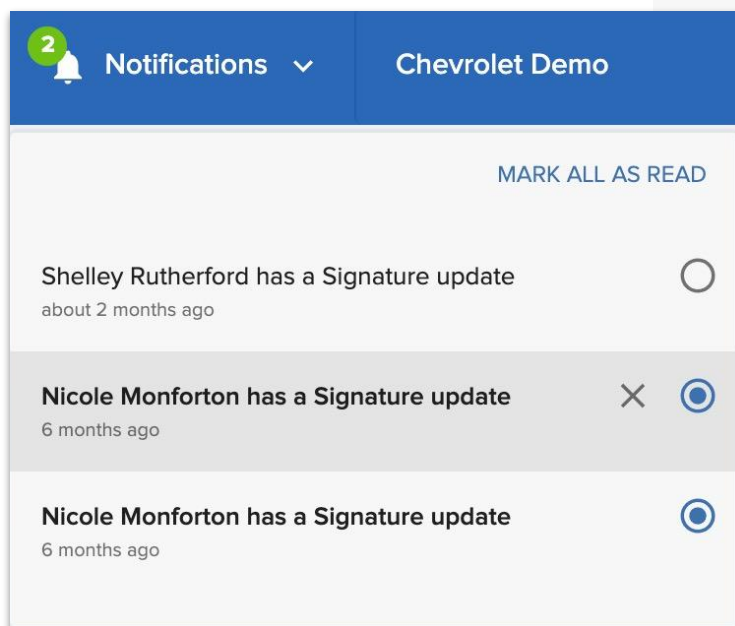 2
Notifications
Chevrolet Demo
MARK ALL AS READ
Shelley Rutherford has a Signature update
about 2 months ago
Nicole Monforton has a Signature update
6 months ago
Nicole Monforton has a Signature update
6 months ago